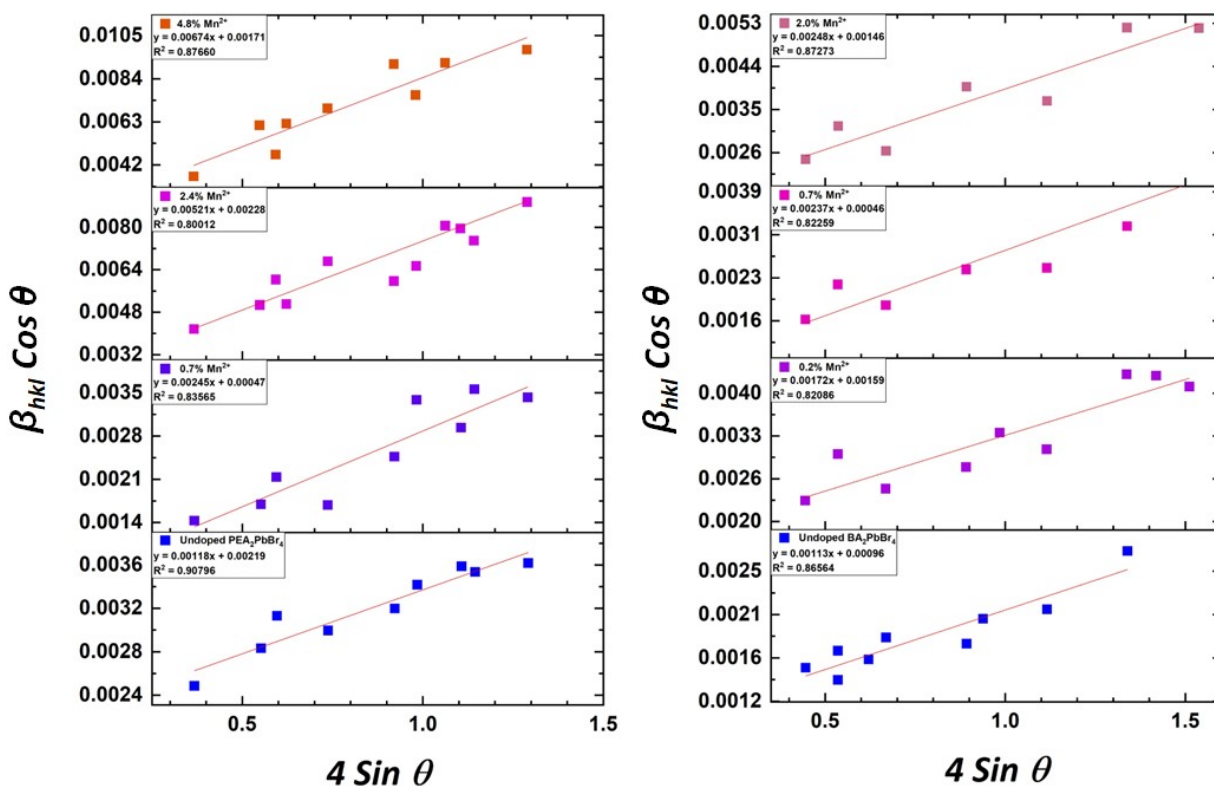 4.8% Mn²⁺
y = 0.00674x + 0.00171
R² = 0.87660
0.0105
0.0084
0.0063
0.0042
2.4% Mn²⁺
y = 0.00521x + 0.00228
R² = 0.80012
0.0080
0.0064
0.0048
0.0032
0.7% Mn²⁺
y = 0.00245x + 0.00047
R² = 0.83565
0.0035
0.0028
0.0021
0.0014
Undoped PEA₂PbBr₄
y = 0.00118x + 0.00219
R² = 0.90796
0.0036
0.0032
0.0028
0.0024
0.5 1.0 1.5
β_hkl Cos θ
4 Sin θ
2.0% Mn²⁺
y = 0.00248x + 0.00146
R² = 0.87273
0.0053
0.0044
0.0035
0.0026
0.7% Mn²⁺
y = 0.00237x + 0.00046
R² = 0.82259
0.0039
0.0031
0.0023
0.0016
0.2% Mn²⁺
y = 0.00172x + 0.00159
R² = 0.82086
0.0040
0.0033
0.0026
0.0020
Undoped BA₂PbBr₄
y = 0.00113x + 0.00096
R² = 0.86564
0.0025
0.0021
0.0016
0.0012
0.5 1.0 1.5
β_hkl Cos θ
4 Sin θ